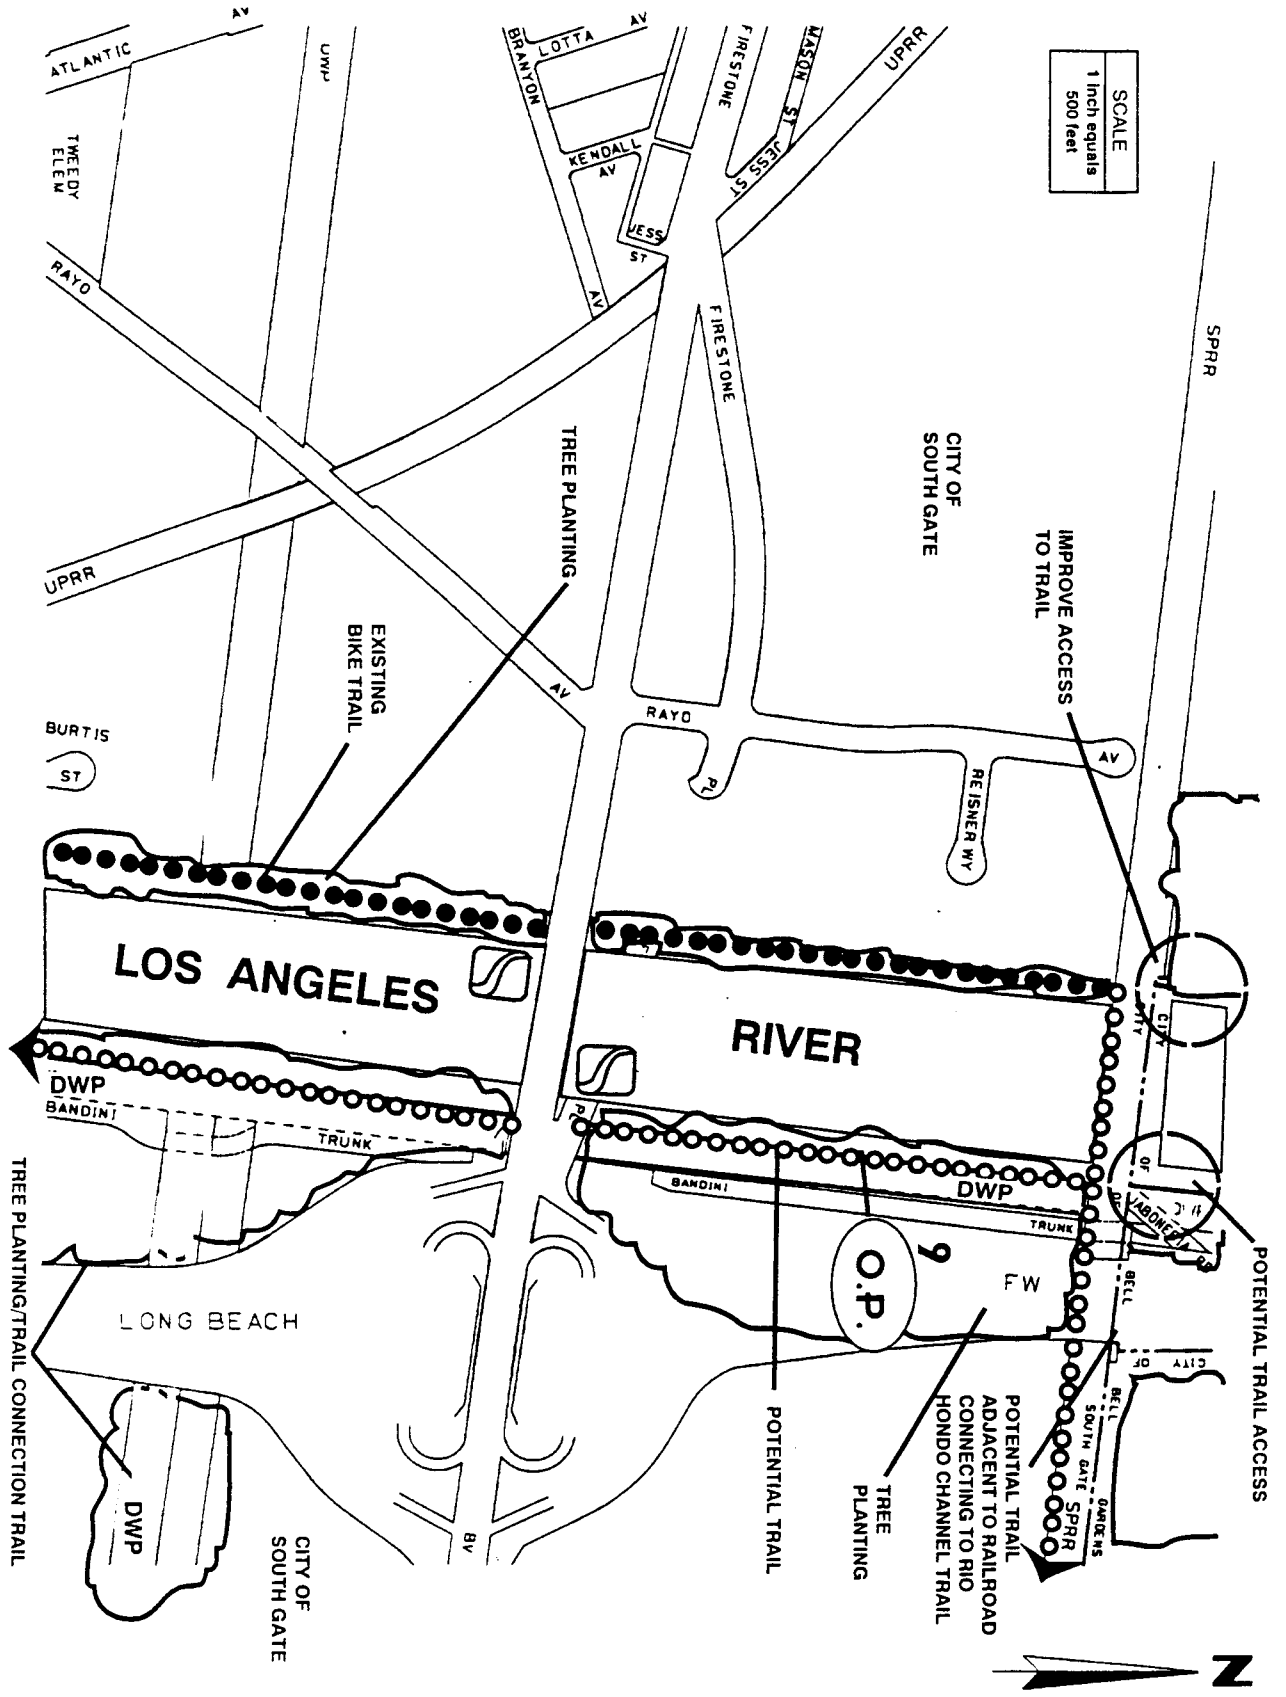 SCALE
1 inch equals
500 feet
AV
ATLANTIC
DWP
TWEEDY
ELEM
RAYO
AV
LOTTA
BRANYON
KENDALL
AV
AV
JESS
ST
FIRESTONE
MASON ST
JESS ST
UPRR
SPRR
FIRESTONE
CITY OF
SOUTH GATE
IMPROVE ACCESS
TO TRAIL
TREE PLANTING
UPRR
EXISTING
BIKE TRAIL
BURTIS
ST
AV
RAYO
PL
AV
REISNER WY
LOS ANGELES
RIVER
CITY
CITY
OF
OF
JABONERIA
BELL
CITY
OF
BELL
GARDENS
SOUTH GATE
SPRR
DWP
BANDINI
TRUNK
PL
BANDINI
DWP
TRUNK
9
O.P.
FW
LONG BEACH
BV
POTENTIAL TRAIL ACCESS
POTENTIAL TRAIL
ADJACENT TO RAILROAD
CONNECTING TO RIO
HONDO CHANNEL TRAIL
TREE
PLANTING
POTENTIAL TRAIL
TREE PLANTING/TRAIL CONNECTION TRAIL
DWP
CITY OF
SOUTH GATE
N